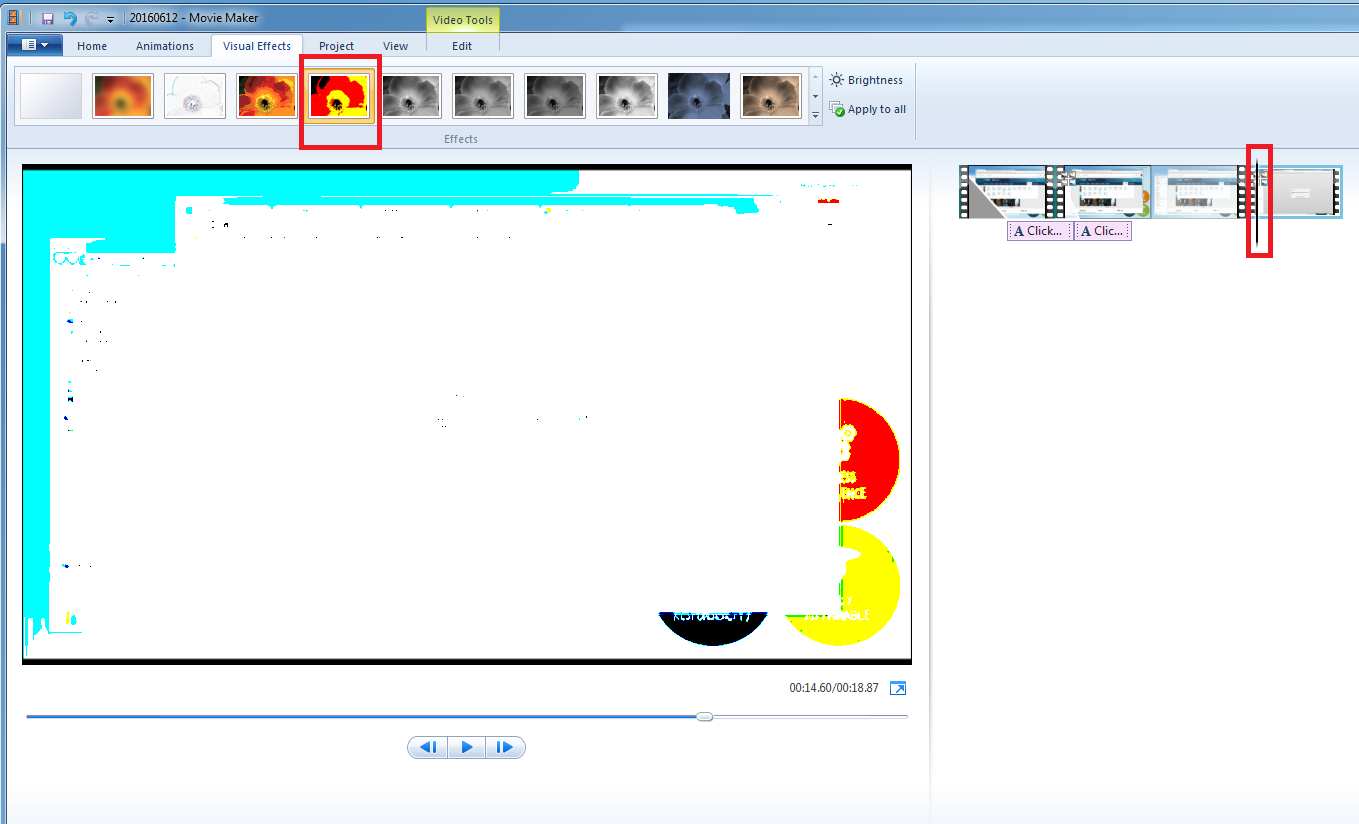 20160612 - Movie Maker
Video Tools
Home Animations Visual Effects Project View Edit
Brightness
Apply to all
Effects
A Click... A Clic...
00:14.60/00:18.87